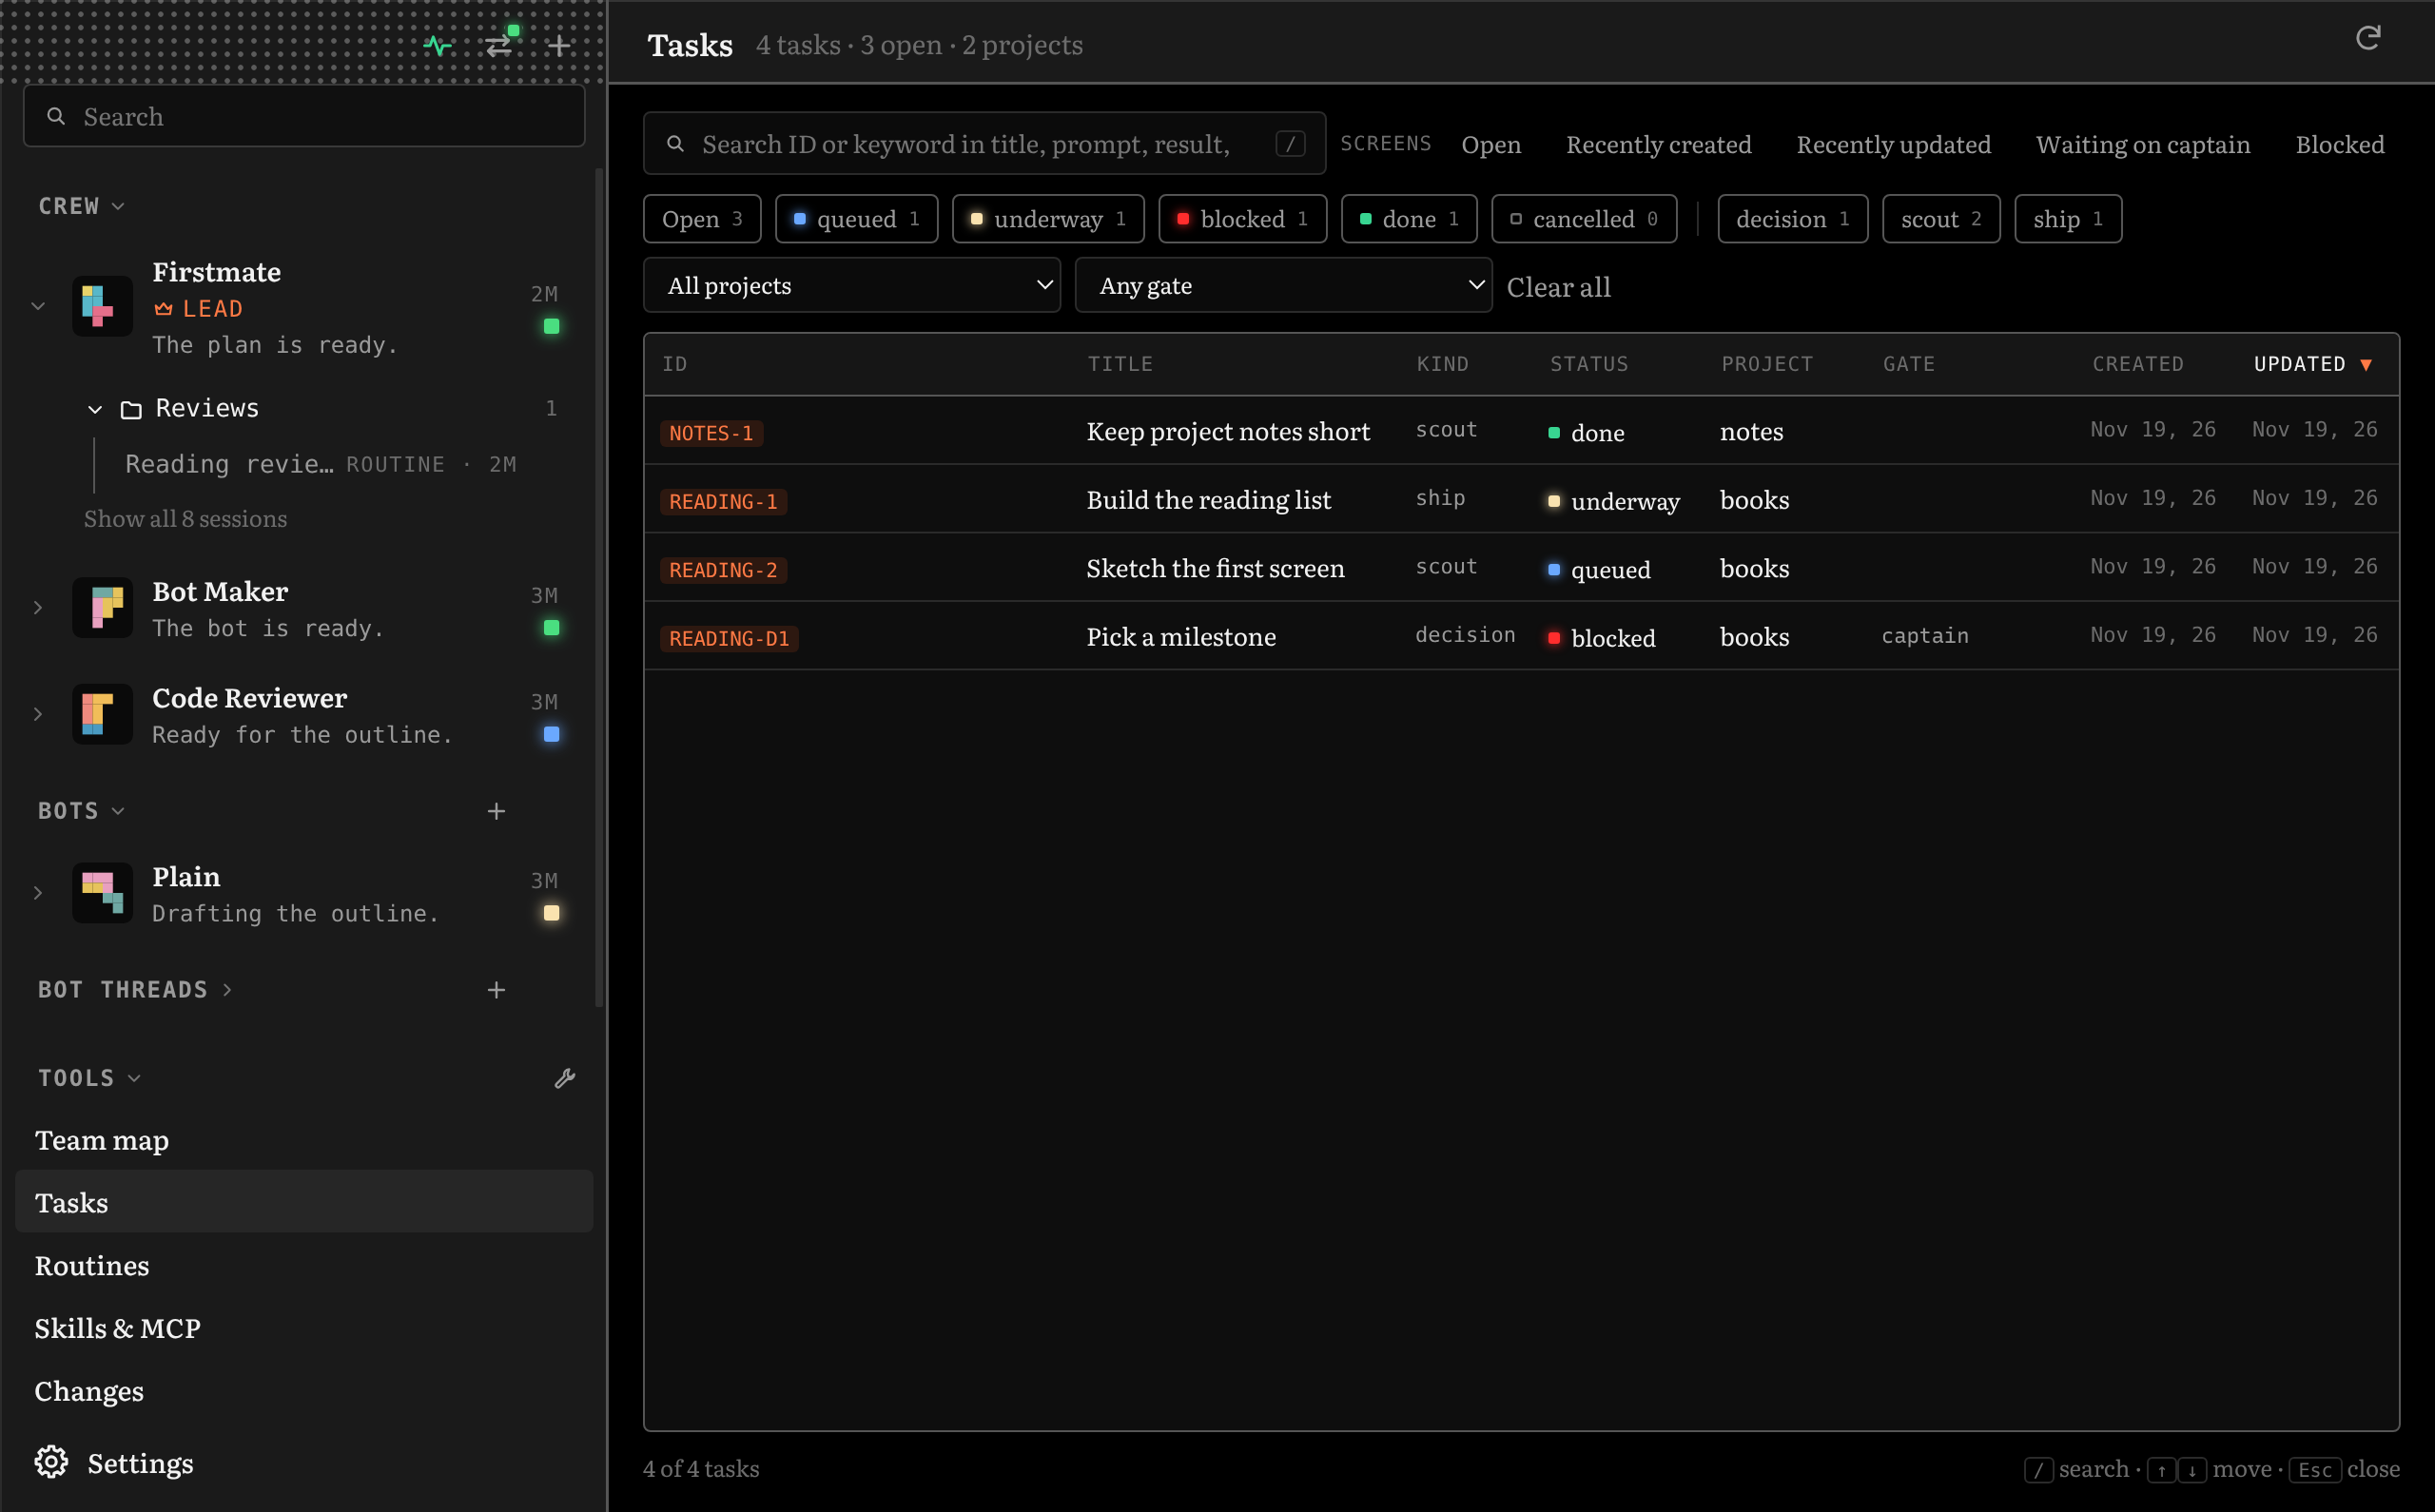 Search
CREW
Firstmate
LEAD
The plan is ready.
2M
Reviews 1
Reading revie… ROUTINE · 2M
Show all 8 sessions
Bot Maker
The bot is ready.
3M
Code Reviewer
Ready for the outline.
3M
BOTS
Plain
Drafting the outline.
3M
BOT THREADS
TOOLS
Team map
Tasks
Routines
Skills & MCP
Changes
Settings
Tasks 4 tasks · 3 open · 2 projects
Search ID or keyword in title, prompt, result, /
SCREENS Open Recently created Recently updated Waiting on captain Blocked
Open 3 queued 1 underway 1 blocked 1 done 1 cancelled 0 decision 1 scout 2 ship 1
All projects Any gate Clear all
ID TITLE KIND STATUS PROJECT GATE CREATED UPDATED ▼
NOTES-1 Keep project notes short scout done notes Nov 19, 26 Nov 19, 26
READING-1 Build the reading list ship underway books Nov 19, 26 Nov 19, 26
READING-2 Sketch the first screen scout queued books Nov 19, 26 Nov 19, 26
READING-D1 Pick a milestone decision blocked books captain Nov 19, 26 Nov 19, 26
4 of 4 tasks
/ search · ↑ ↓ move · Esc close